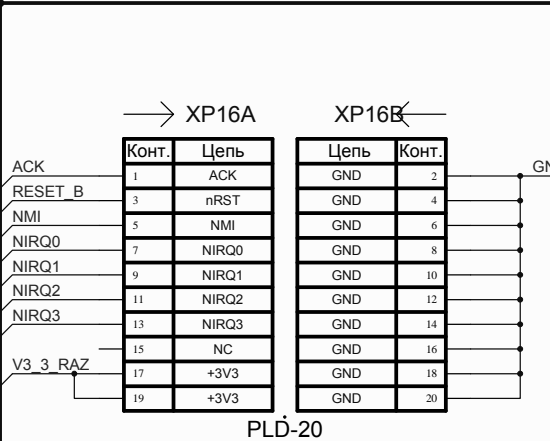 XP16A XP16B
Конт. Цепь Цепь Конт.
ACK 1 ACK GND 2 GN
RESET_B 3 nRST GND 4
NMI 5 NMI GND 6
NIRQ0 7 NIRQ0 GND 8
NIRQ1 9 NIRQ1 GND 10
NIRQ2 11 NIRQ2 GND 12
NIRQ3 13 NIRQ3 GND 14
15 NC GND 16
V3_3_RAZ 17 +3V3 GND 18
19 +3V3 GND 20
PLD-20